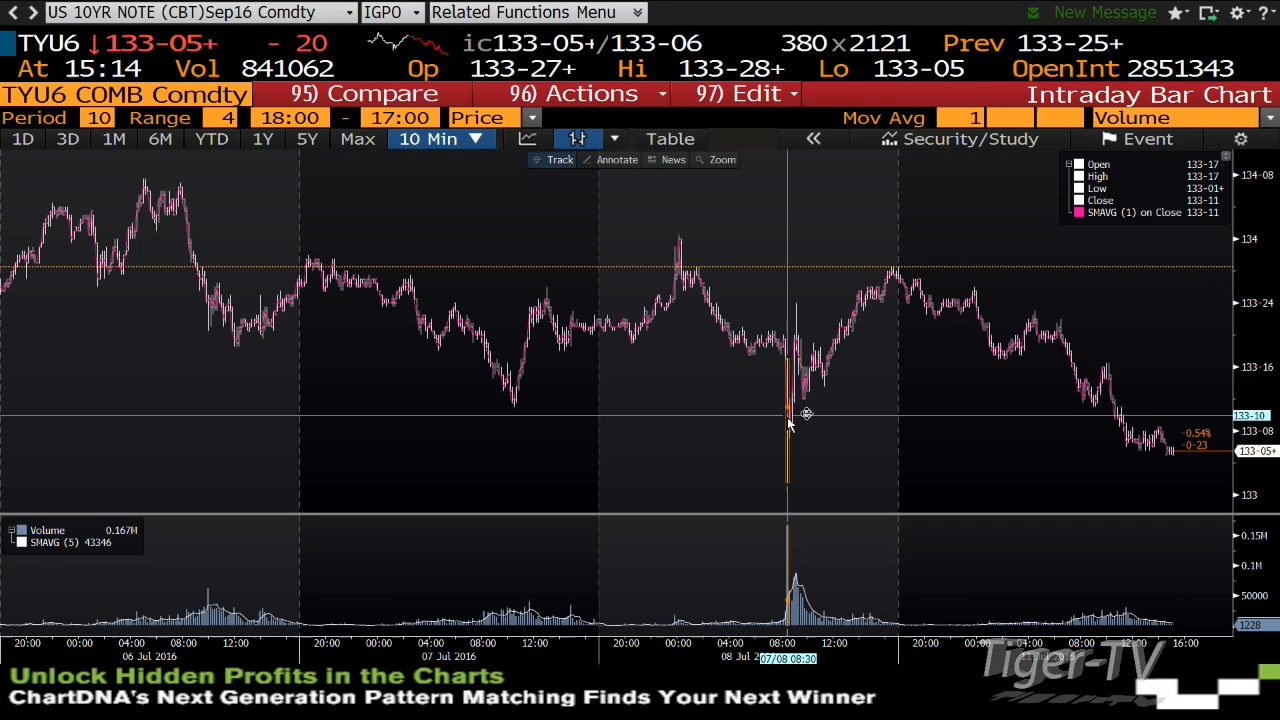 US 10YR NOTE (CBT)Sep16 Comdty IGPO Related Functions Menu New Message
TYU6 ↓133-05+ - 20 ic133-05+/133-06 380x2121 Prev 133-25+
At 15:14 Vol 841062 Op 133-27+ Hi 133-28+ Lo 133-05 OpenInt 2851343
TYU6 COMB Comdty 95) Compare 96) Actions 97) Edit Intraday Bar Chart
Period 10 Range 4 18:00 - 17:00 Price Mov Avg 1 Volume
1D 3D 1M 6M YTD 1Y 5Y Max 10 Min Table Security/Study Event
Track Annotate News Zoom
Open 133-17
High 133-17
Low 133-01+
Close 133-11
SMAVG (1) on Close 133-11
134-08
134
133-24
133-16
133-10
133-08
-0.54%
-0-23
133-05+
133
Volume 0.167M
SMAVG (5) 43346
0.15M
0.1M
50000
1228
20:00 00:00 04:00 08:00 12:00 20:00 00:00 04:00 08:00 12:00 20:00 00:00 04:00 08:00 12:00 20:00 00:00 04:00 08:00 12:00 16:00
06 Jul 2016 07 Jul 2016 08 J 07/08 08:30 2016
Tiger-TV
Unlock Hidden Profits in the Charts
ChartDNA's Next Generation Pattern Matching Finds Your Next Winner